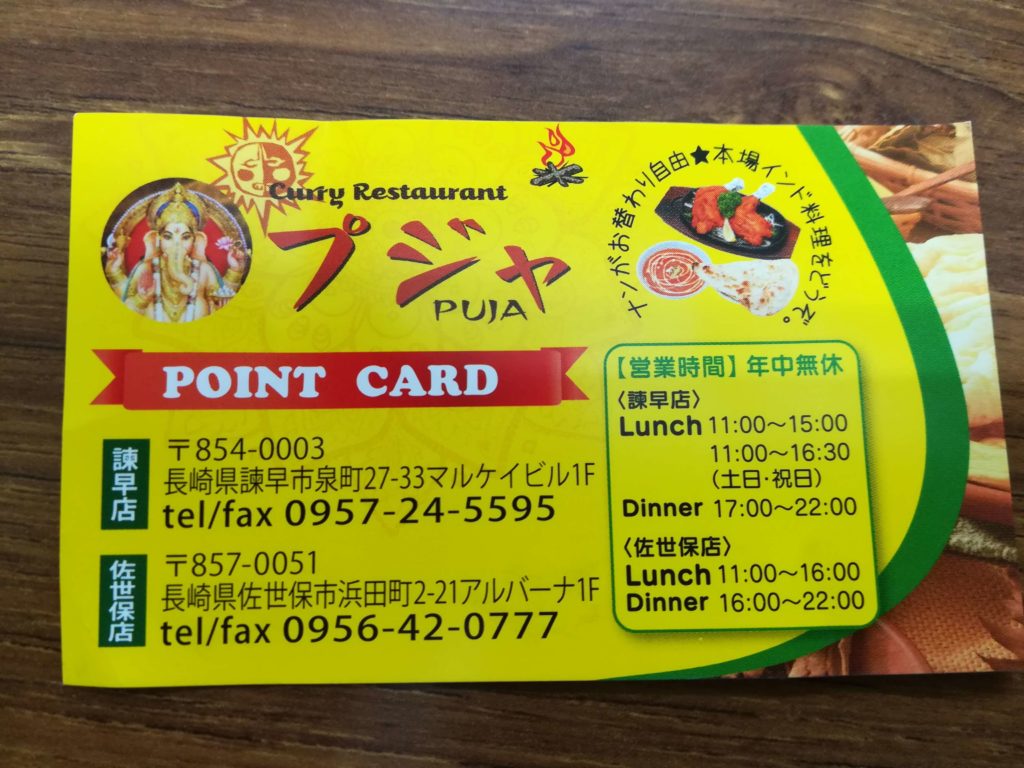 Curry Restaurant
プジャ
PUJA
ナンがお替わり自由★本場インド料理をどうぞ。
POINT CARD
諫早店
〒854-0003
長崎県諫早市泉町27-33マルケイビル1F
tel/fax 0957-24-5595
佐世保店
〒857-0051
長崎県佐世保市浜田町2-21アルバーナ1F
tel/fax 0956-42-0777
【営業時間】年中無休
〈諫早店〉
Lunch 11:00～15:00
11:00～16:30
(土日・祝日)
Dinner 17:00～22:00
〈佐世保店〉
Lunch 11:00～16:00
Dinner 16:00～22:00